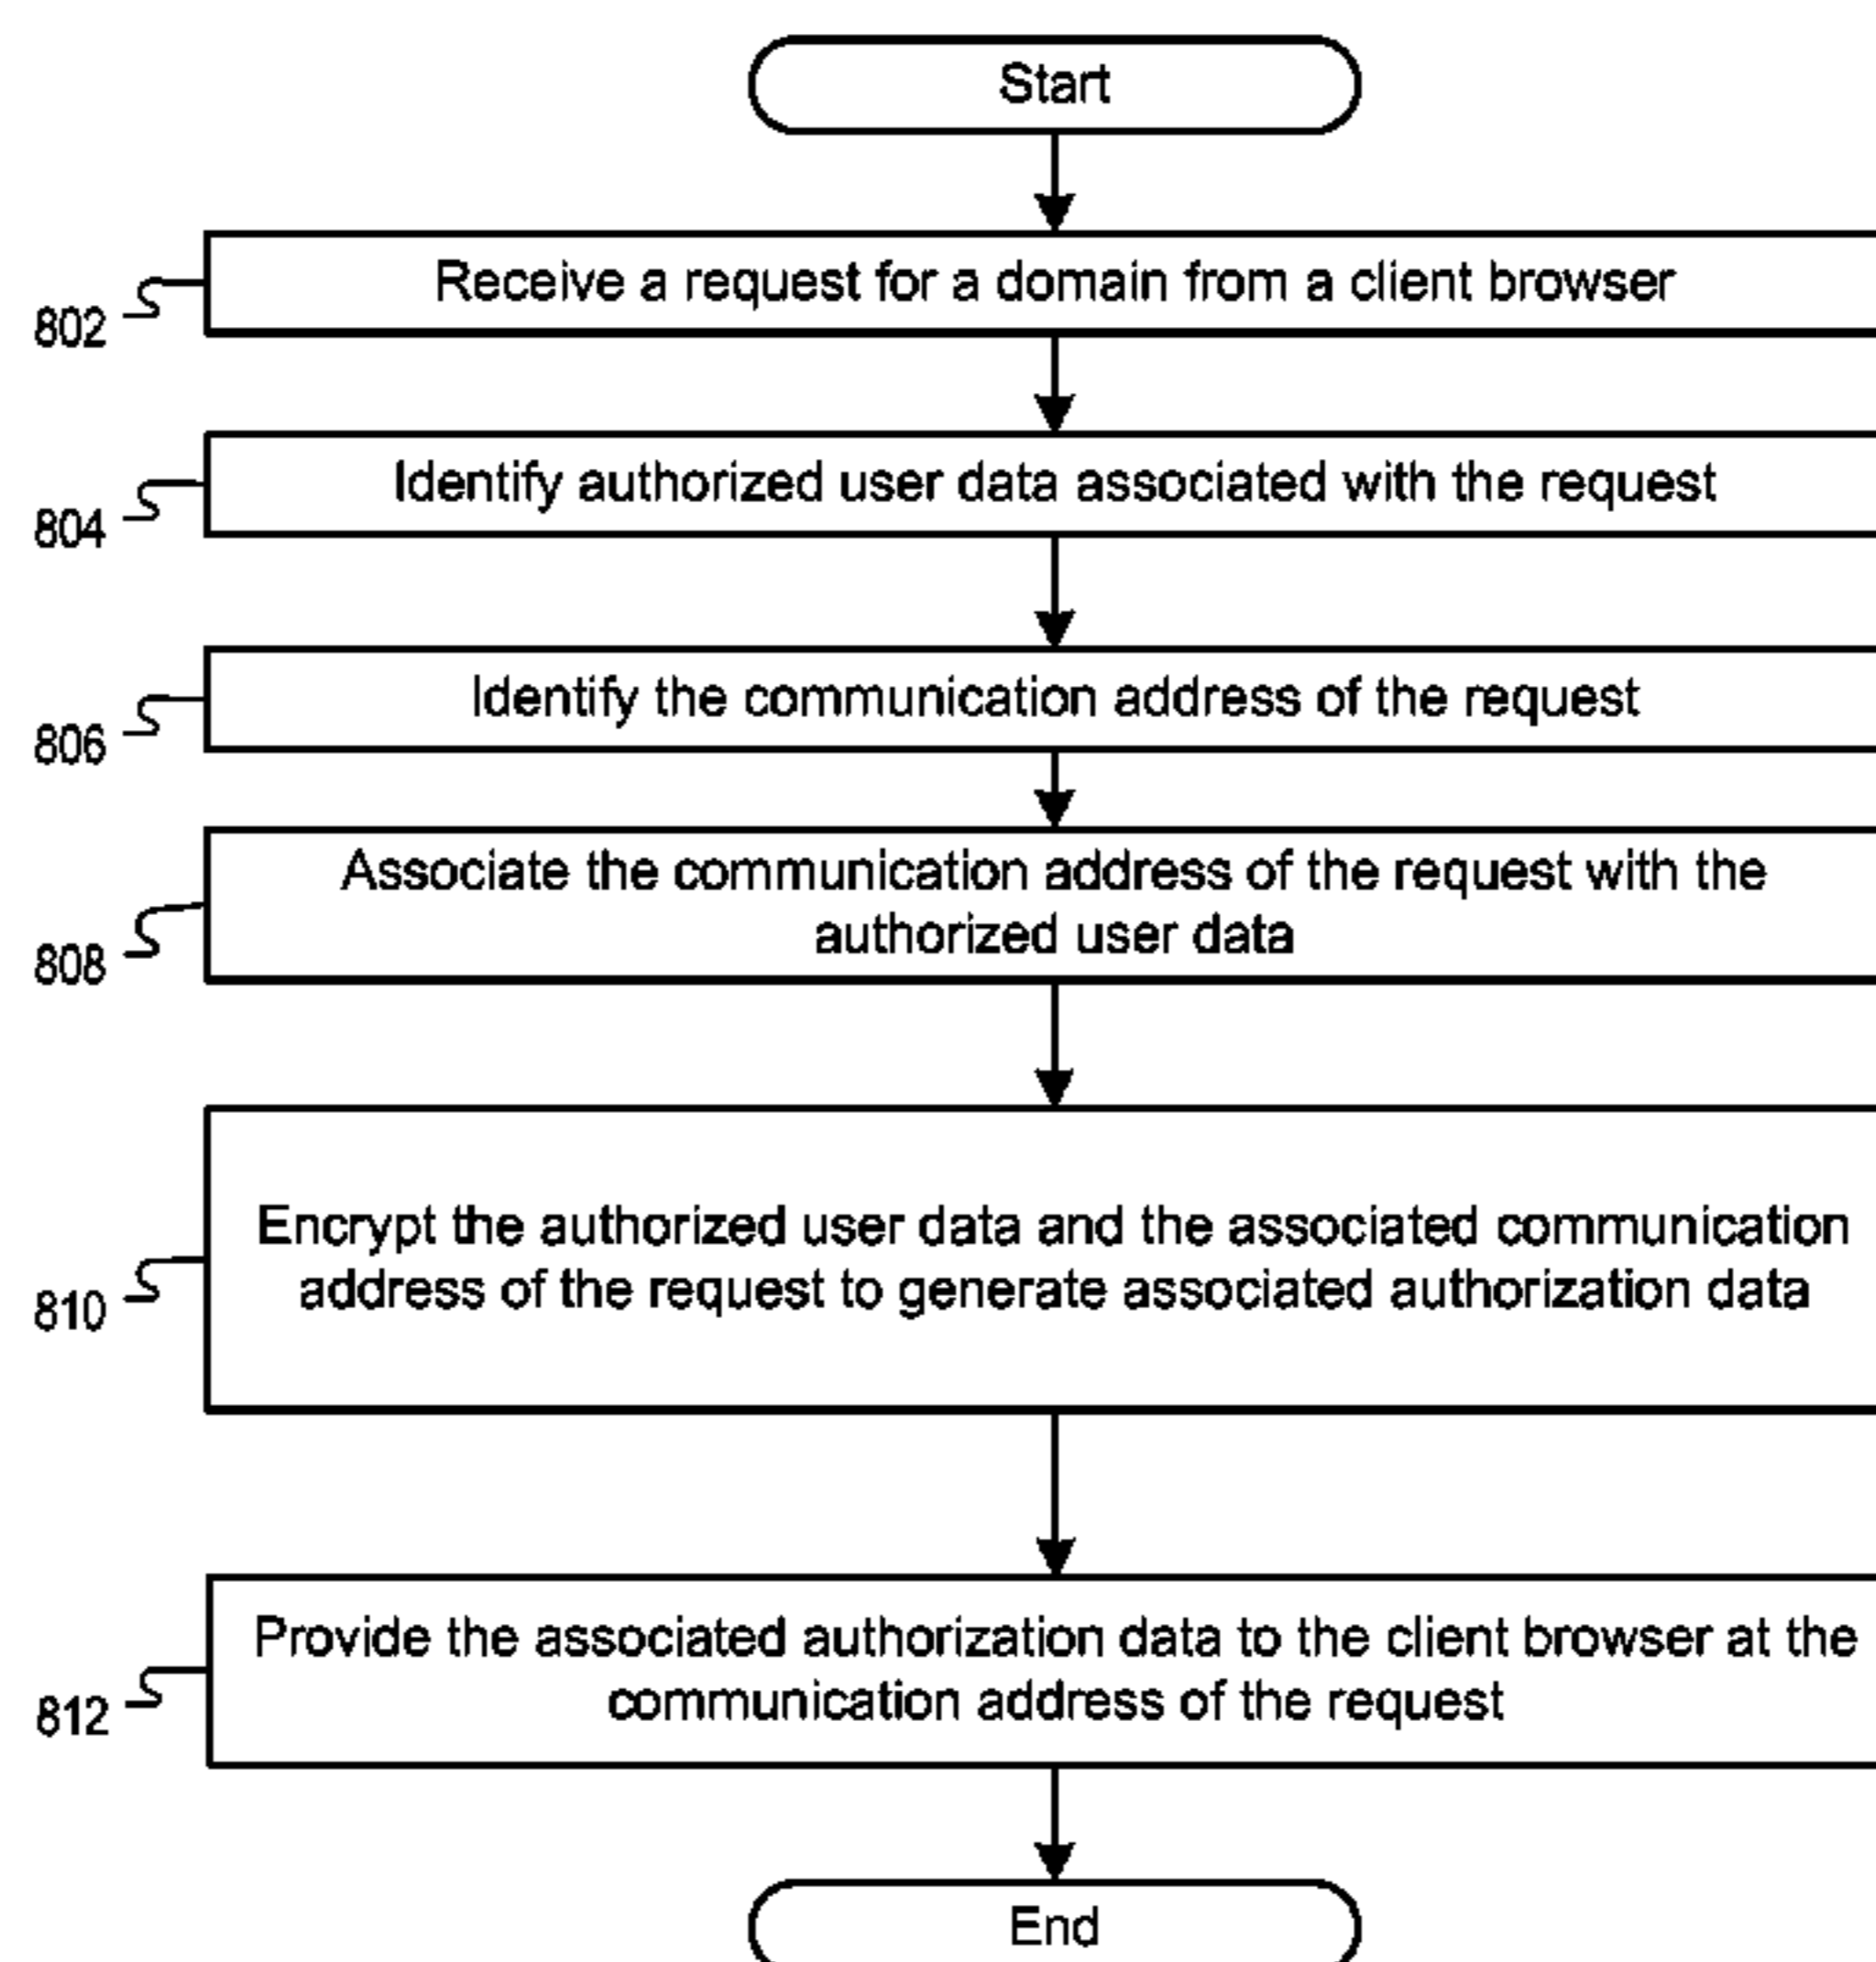 Start
Receive a request for a domain from a client browser
802
Identify authorized user data associated with the request
804
Identify the communication address of the request
806
Associate the communication address of the request with the
authorized user data
808
Encrypt the authorized user data and the associated communication
address of the request to generate associated authorization data
810
Provide the associated authorization data to the client browser at the
communication address of the request
812
End